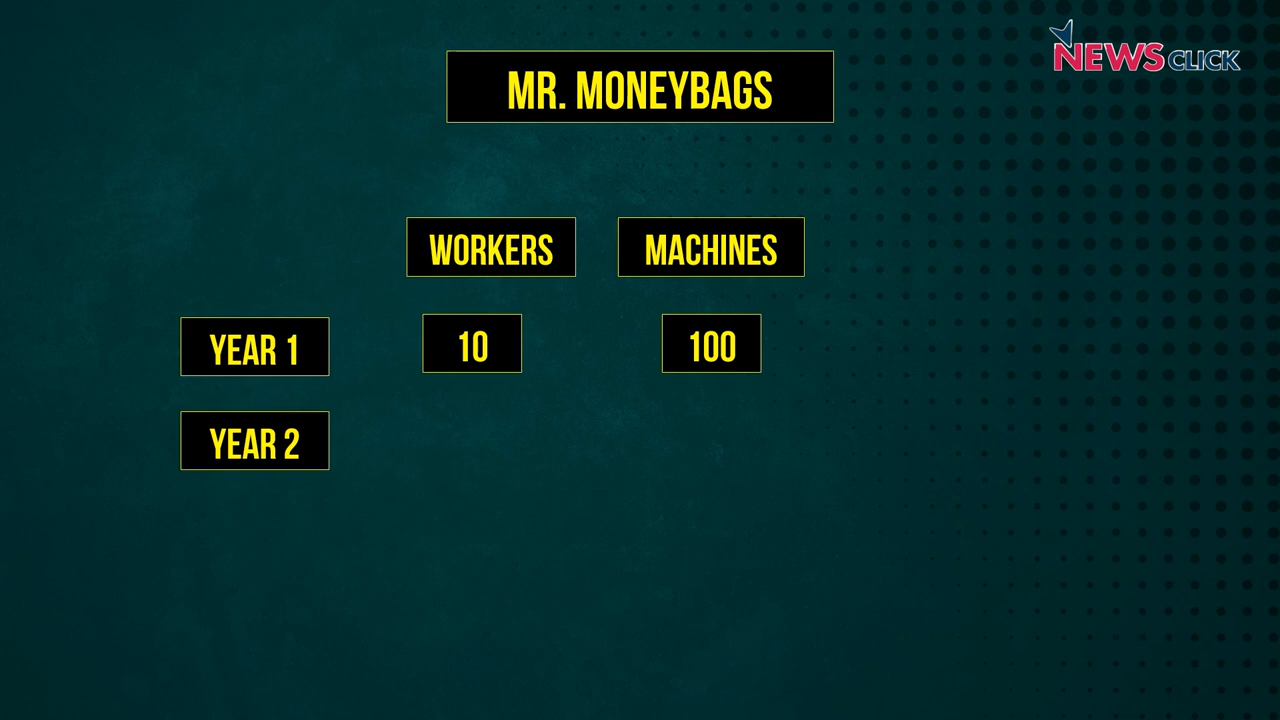 NEWSCLICK
MR. MONEYBAGS
WORKERS MACHINES
YEAR 1 10 100
YEAR 2